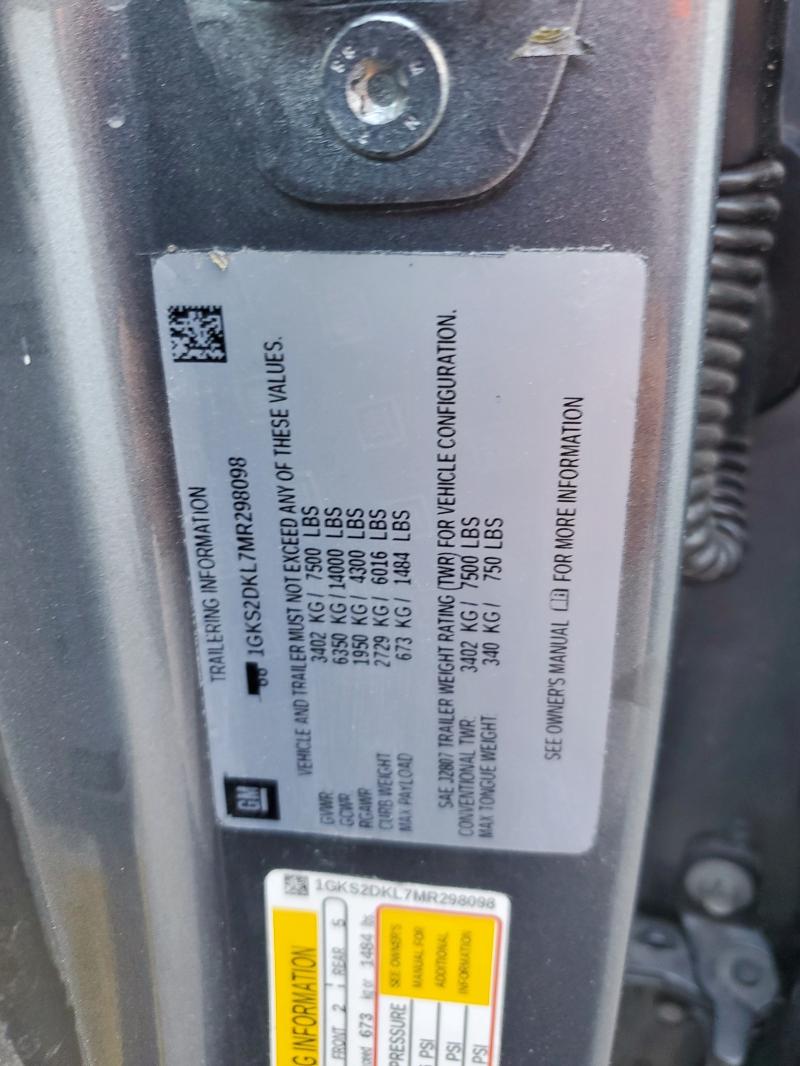 TRAILERING INFORMATION
1GKS2DKL7MR298098
GM
VEHICLE AND TRAILER MUST NOT EXCEED ANY OF THESE VALUES.
GVWR 3402 KG / 7500 LBS
GCWR 6350 KG / 14000 LBS
RGAWR 1950 KG / 4300 LBS
CURB WEIGHT 2729 KG / 6016 LBS
MAX PAYLOAD 673 KG / 1484 LBS
SAE J2807 TRAILER WEIGHT RATING (TWR) FOR VEHICLE CONFIGURATION.
CONVENTIONAL TWR: 3402 KG / 7500 LBS
MAX TONGUE WEIGHT: 340 KG / 750 LBS
SEE OWNER'S MANUAL FOR MORE INFORMATION
1GKS2DKL7MR298098
G INFORMATION
FRONT 2 REAR 5
673 kg or 1484 lbs
PRESSURE
PSI
PSI
PSI
SEE OWNER'S
MANUAL FOR
ADDITIONAL
INFORMATION